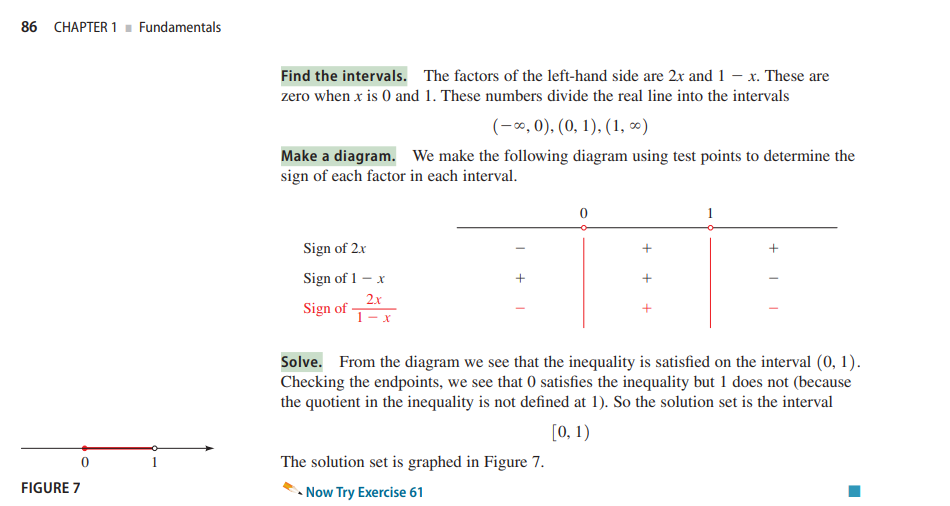 86 CHAPTER 1 ■ Fundamentals
Find the intervals. The factors of the left-hand side are 2x and 1 − x. These are
zero when x is 0 and 1. These numbers divide the real line into the intervals
(−∞, 0), (0, 1), (1, ∞)
Make a diagram. We make the following diagram using test points to determine the
sign of each factor in each interval.
0 1
Sign of 2x − + +
Sign of 1 − x + + −
Sign of 2x/(1 − x) − + −
Solve. From the diagram we see that the inequality is satisfied on the interval (0, 1).
Checking the endpoints, we see that 0 satisfies the inequality but 1 does not (because
the quotient in the inequality is not defined at 1). So the solution set is the interval
[0, 1)
The solution set is graphed in Figure 7.
Now Try Exercise 61
0 1
FIGURE 7